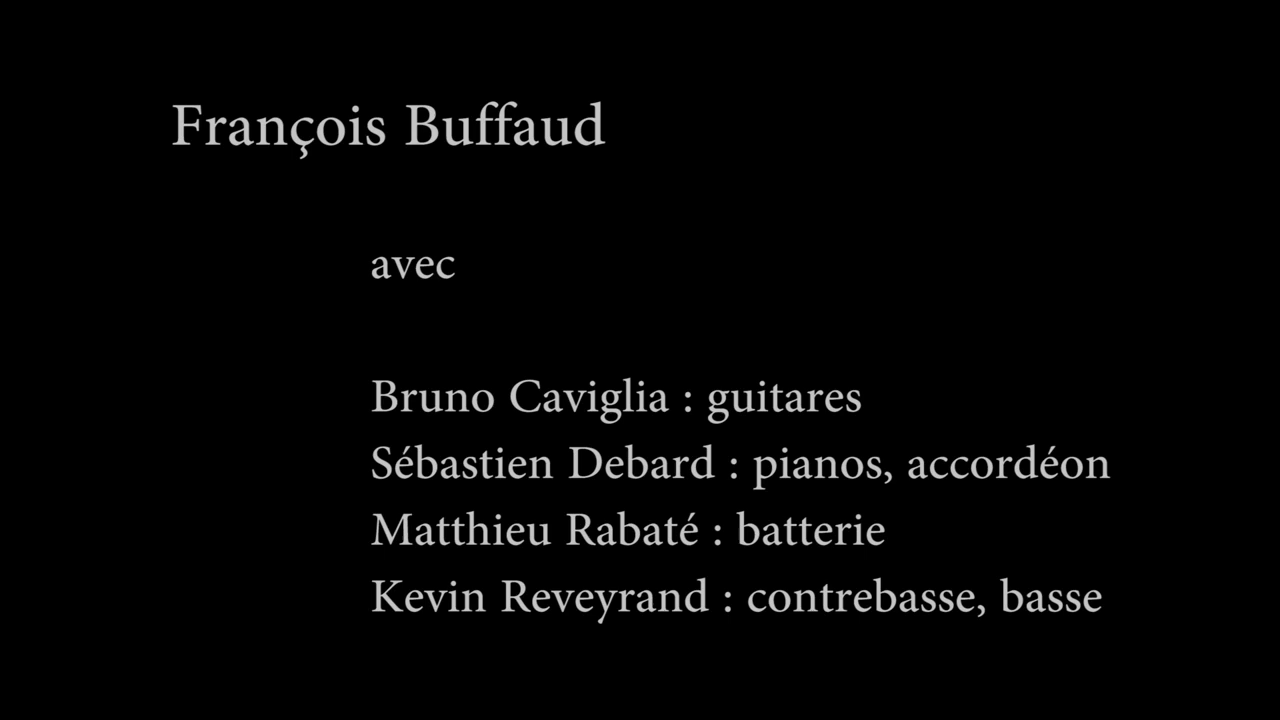 François Buffaud
avec
Bruno Caviglia : guitares
Sébastien Debard : pianos, accordéon
Matthieu Rabaté : batterie
Kevin Reveyrand : contrebasse, basse